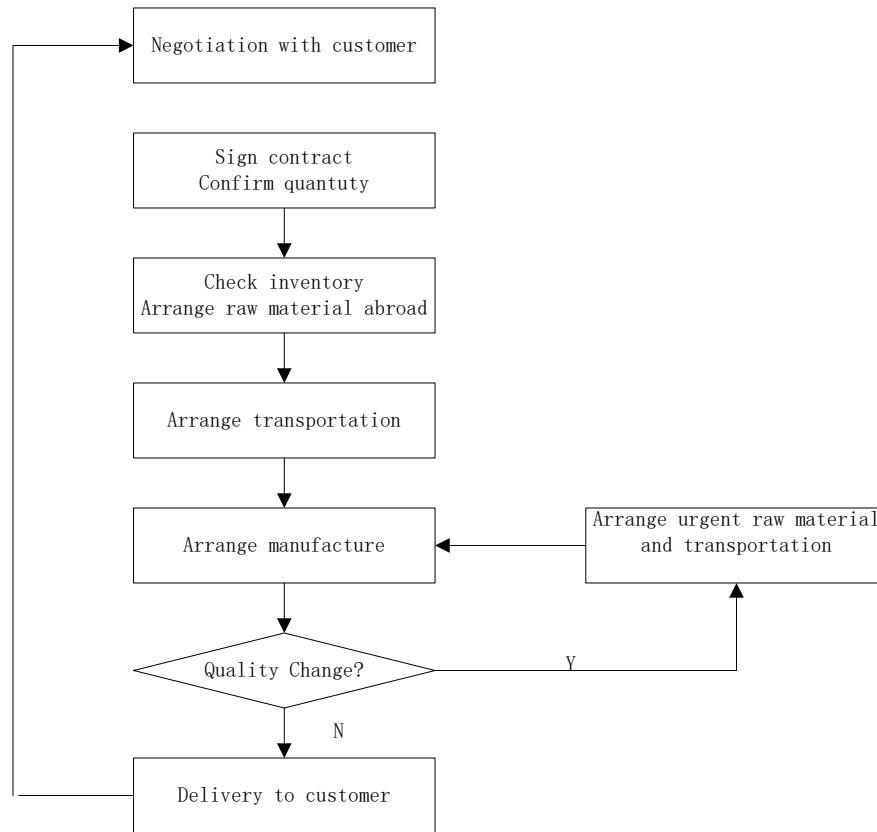 Negotiation with customer
Sign contract
Confirm quantuty
Check inventory
Arrange raw material abroad
Arrange transportation
Arrange manufacture
Arrange urgent raw material
and transportation
Quality Change?
Y
N
Delivery to customer